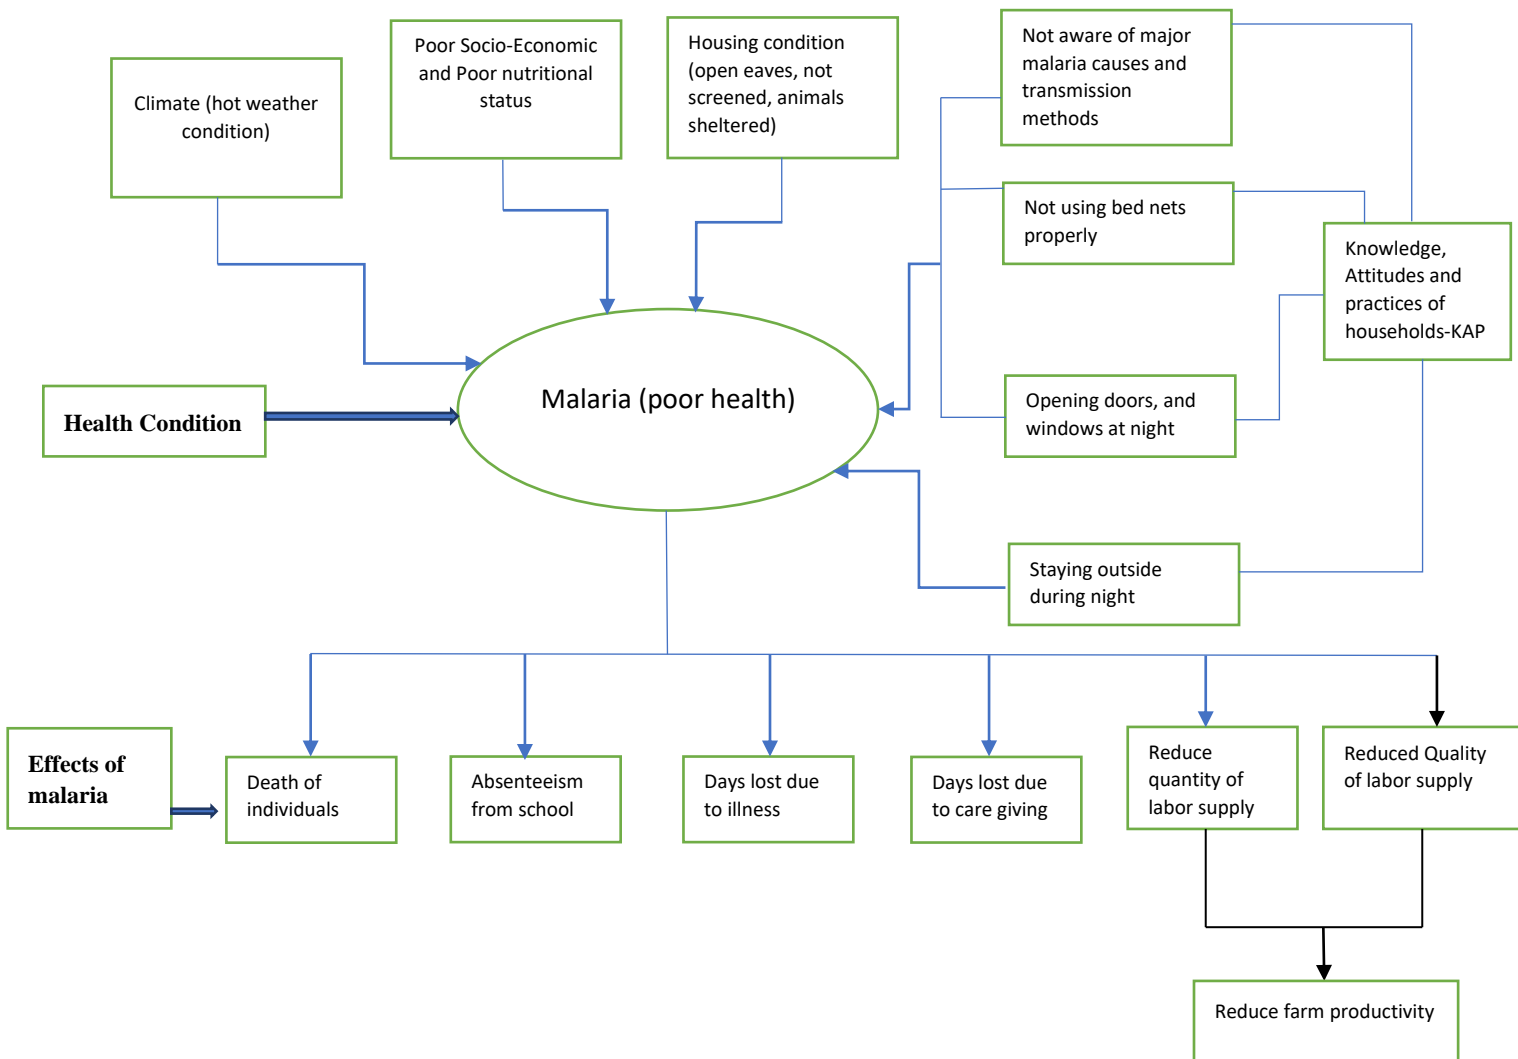 Climate (hot weather
condition)
Poor Socio-Economic
and Poor nutritional
status
Housing condition
(open eaves, not
screened, animals
sheltered)
Not aware of major
malaria causes and
transmission
methods
Not using bed nets
properly
Knowledge,
Attitudes and
practices of
households-KAP
Opening doors, and
windows at night
Staying outside
during night
Health Condition
Malaria (poor health)
Effects of
malaria
Death of
individuals
Absenteeism
from school
Days lost due
to illness
Days lost due
to care giving
Reduce
quantity of
labor supply
Reduced Quality
of labor supply
Reduce farm productivity